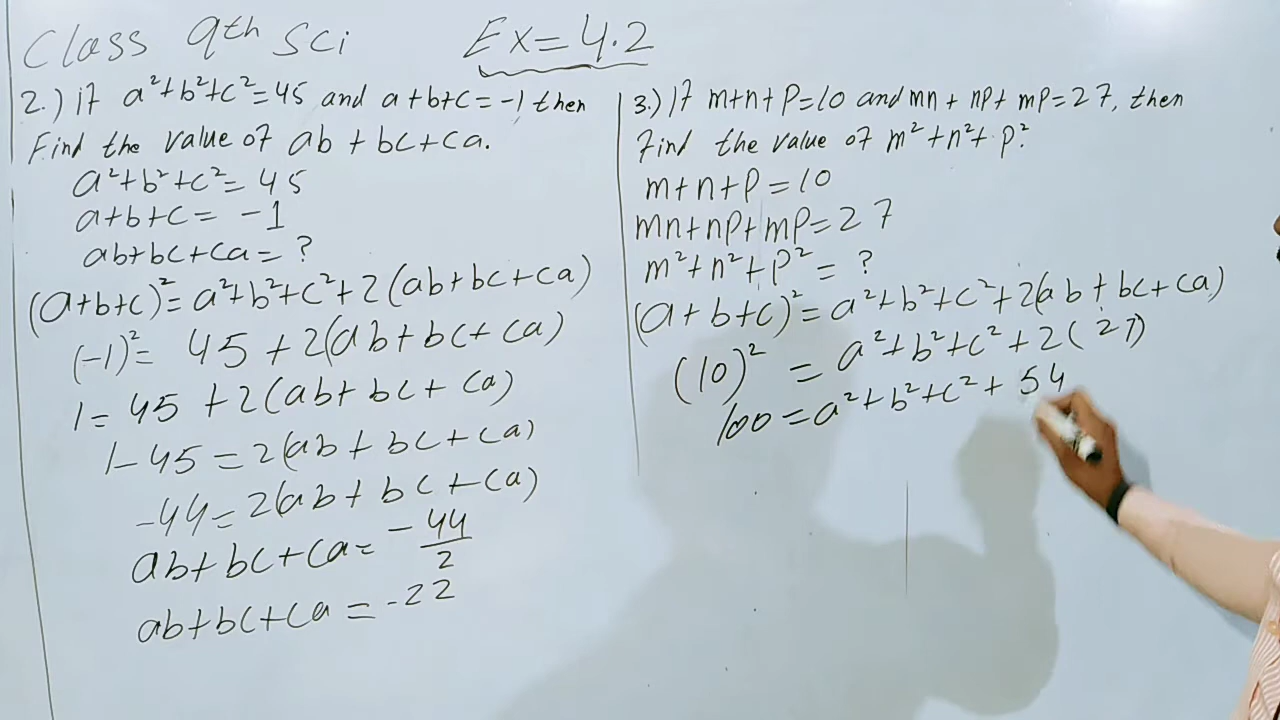 Class 9th Sci Ex=4.2
2.) if a²+b²+c²=45 and a+b+c=-1, then
Find the value of ab+bc+ca.
a²+b²+c²=45
a+b+c=-1
ab+bc+ca=?
(a+b+c)²=a²+b²+c²+2(ab+bc+ca)
(-1)²=45+2(ab+bc+ca)
1=45+2(ab+bc+ca)
1-45=2(ab+bc+ca)
-44=2(ab+bc+ca)
ab+bc+ca=-44/2
ab+bc+ca=-22
3.) if m+n+p=10 and mn+np+mp=27, then
Find the value of m²+n²+p²?
m+n+p=10
mn+np+mp=27
m²+n²+p²=?
(a+b+c)²=a²+b²+c²+2(ab+bc+ca)
(10)²=a²+b²+c²+2(27)
100=a²+b²+c²+54